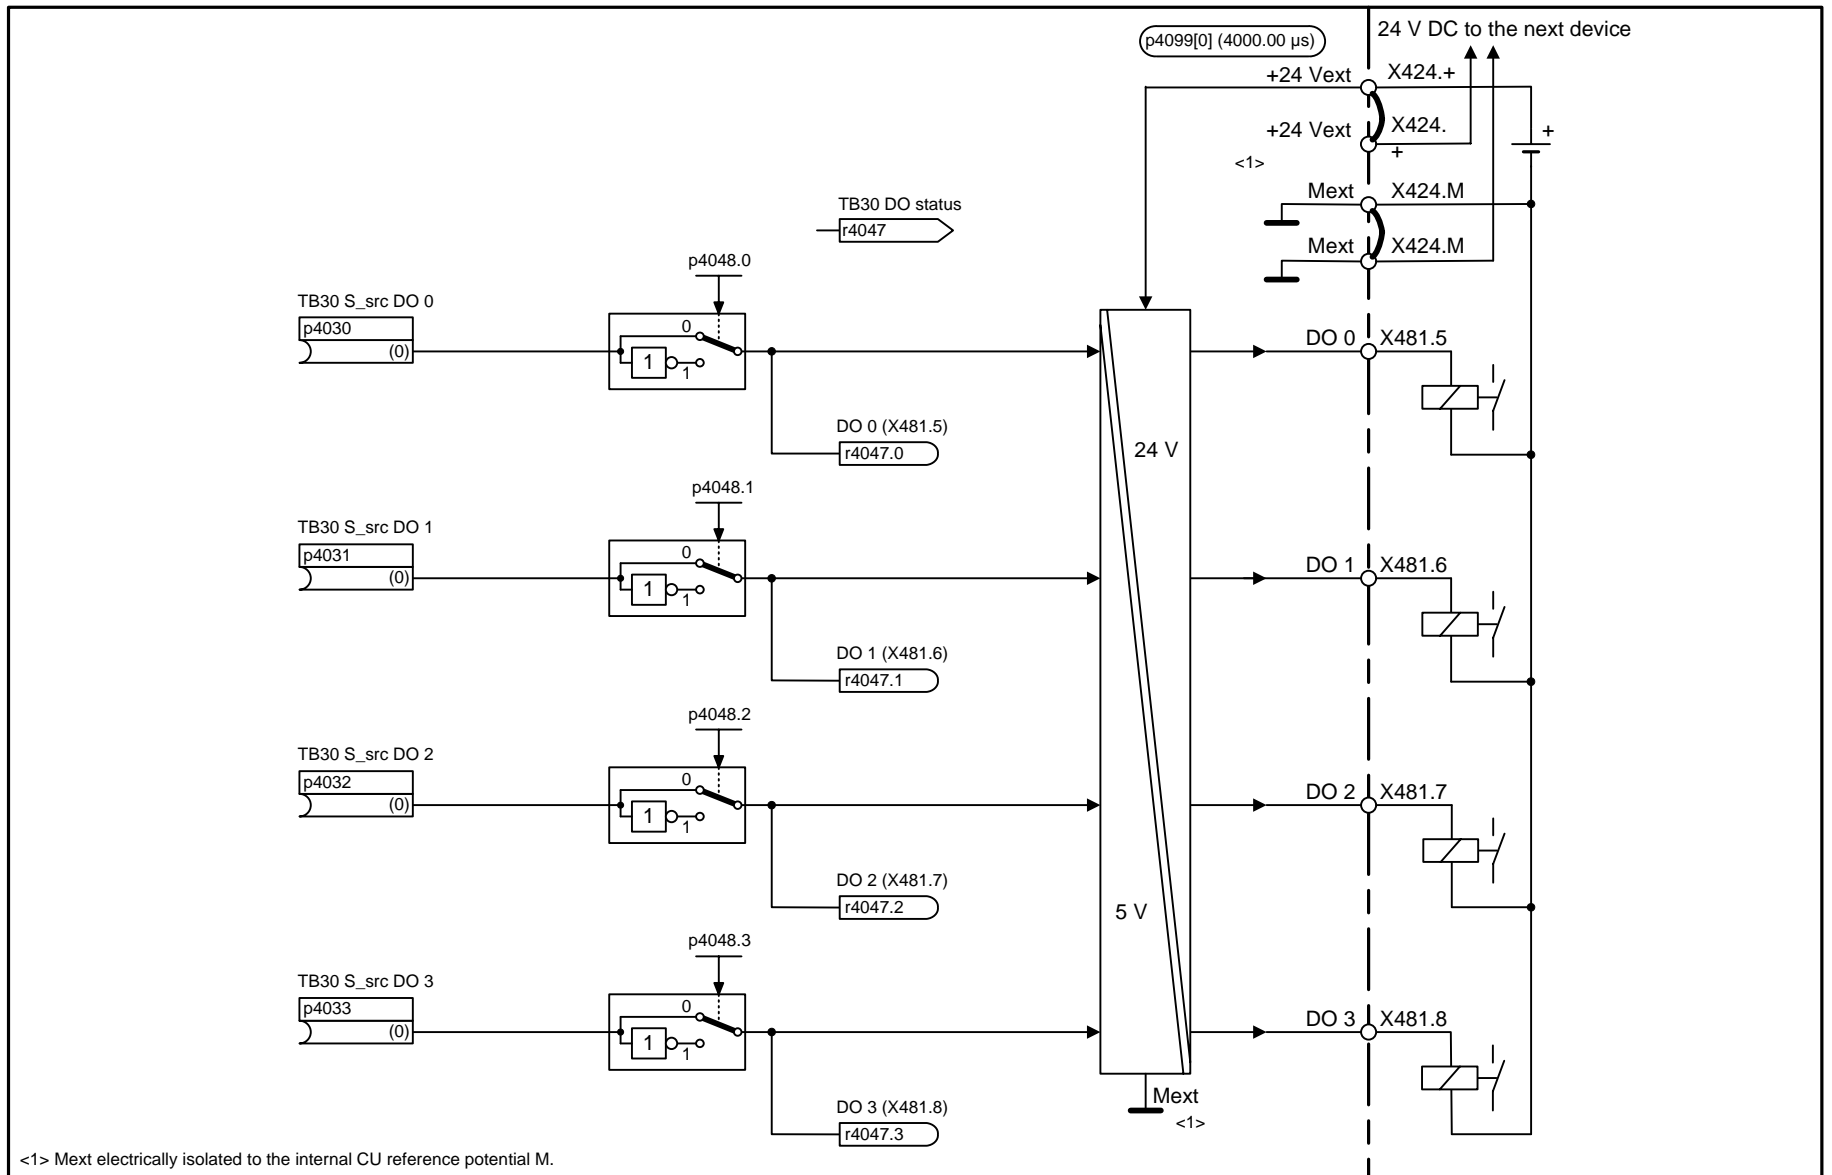 p4099[0] (4000.00 µs)
24 V DC to the next device
+24 Vext X424.+
+24 Vext X424.
+
+
<1>
Mext X424.M
Mext X424.M
TB30 DO status
r4047
p4048.0
TB30 S_src DO 0
p4030
(0)
0
1
1
DO 0 X481.5
DO 0 (X481.5)
r4047.0
24 V
p4048.1
TB30 S_src DO 1
p4031
(0)
0
1
1
DO 1 X481.6
DO 1 (X481.6)
r4047.1
p4048.2
TB30 S_src DO 2
p4032
(0)
0
1
1
DO 2 X481.7
DO 2 (X481.7)
r4047.2
5 V
p4048.3
TB30 S_src DO 3
p4033
(0)
0
1
1
DO 3 X481.8
DO 3 (X481.8)
r4047.3
Mext
<1>
<1> Mext electrically isolated to the internal CU reference potential M.